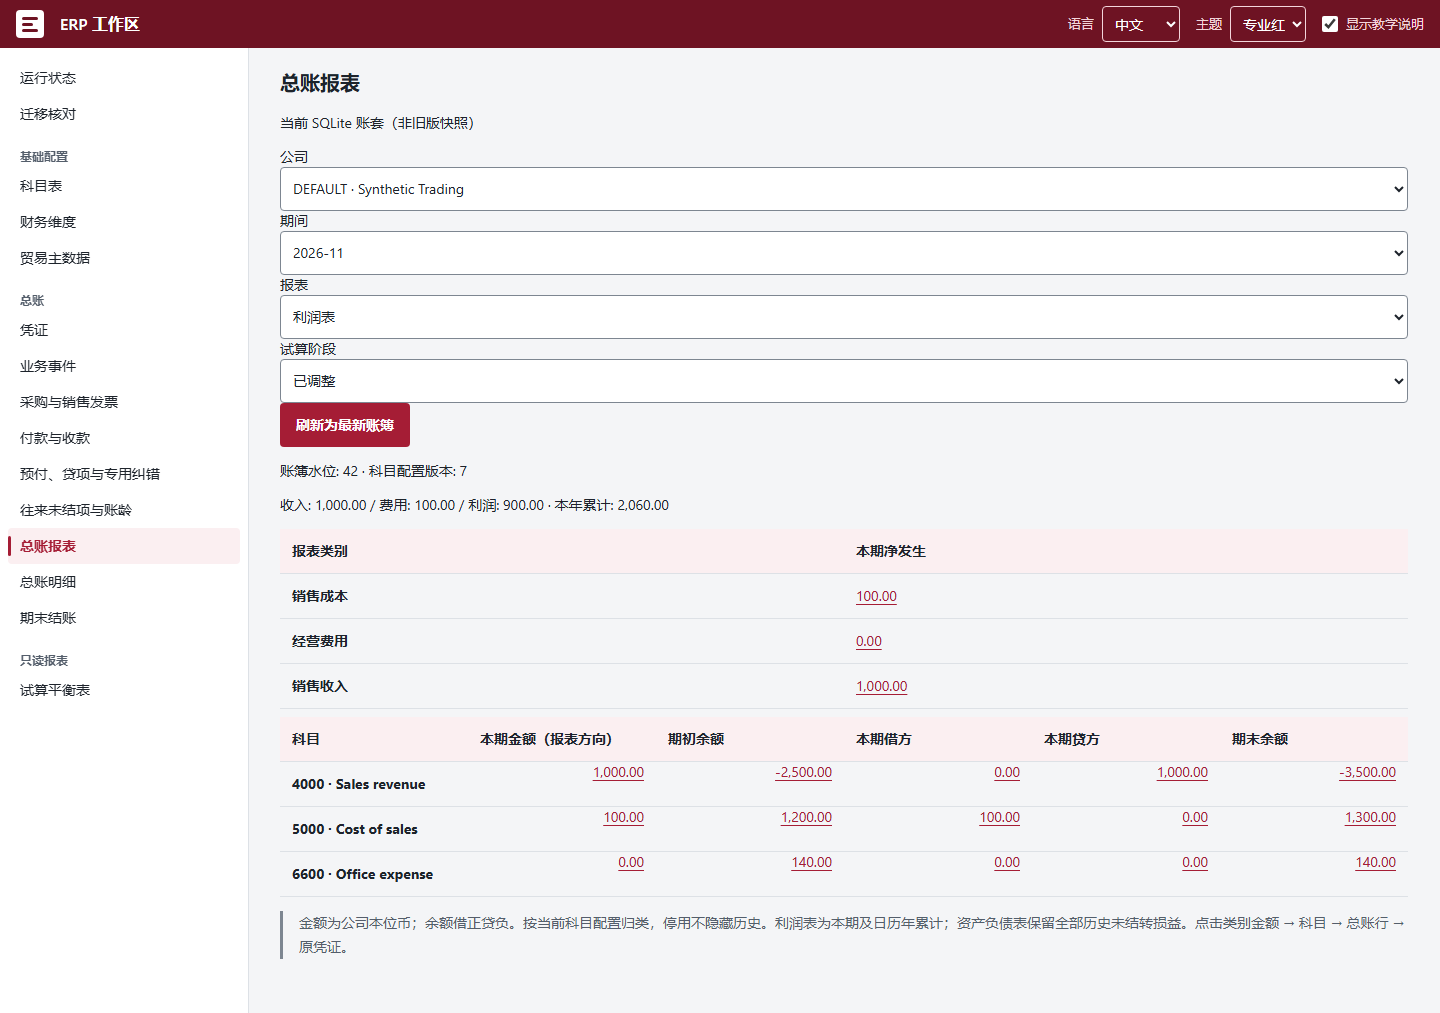 ERP 工作区
语言 中文 主题 专业红 显示教学说明
运行状态
迁移核对
基础配置
科目表
财务维度
贸易主数据
总账
凭证
业务事件
采购与销售发票
付款与收款
预付、贷项与专用纠错
往来未结项与账龄
总账报表
总账明细
期末结账
只读报表
试算平衡表
总账报表
当前 SQLite 账套（非旧版快照）
公司
DEFAULT · Synthetic Trading
期间
2026-11
报表
利润表
试算阶段
已调整
刷新为最新账簿
账簿水位: 42 · 科目配置版本: 7
收入: 1,000.00 / 费用: 100.00 / 利润: 900.00 · 本年累计: 2,060.00
报表类别 本期净发生
销售成本 100.00
经营费用 0.00
销售收入 1,000.00
科目 本期金额（报表方向） 期初余额 本期借方 本期贷方 期末余额
4000 · Sales revenue 1,000.00 -2,500.00 0.00 1,000.00 -3,500.00
5000 · Cost of sales 100.00 1,200.00 100.00 0.00 1,300.00
6600 · Office expense 0.00 140.00 0.00 0.00 140.00
金额为公司本位币；余额借正贷负。按当前科目配置归类，停用不隐藏历史。利润表为本期及日历年累计；资产负债表保留全部历史未结转损益。点击类别金额 → 科目 → 总账行 →
原凭证。